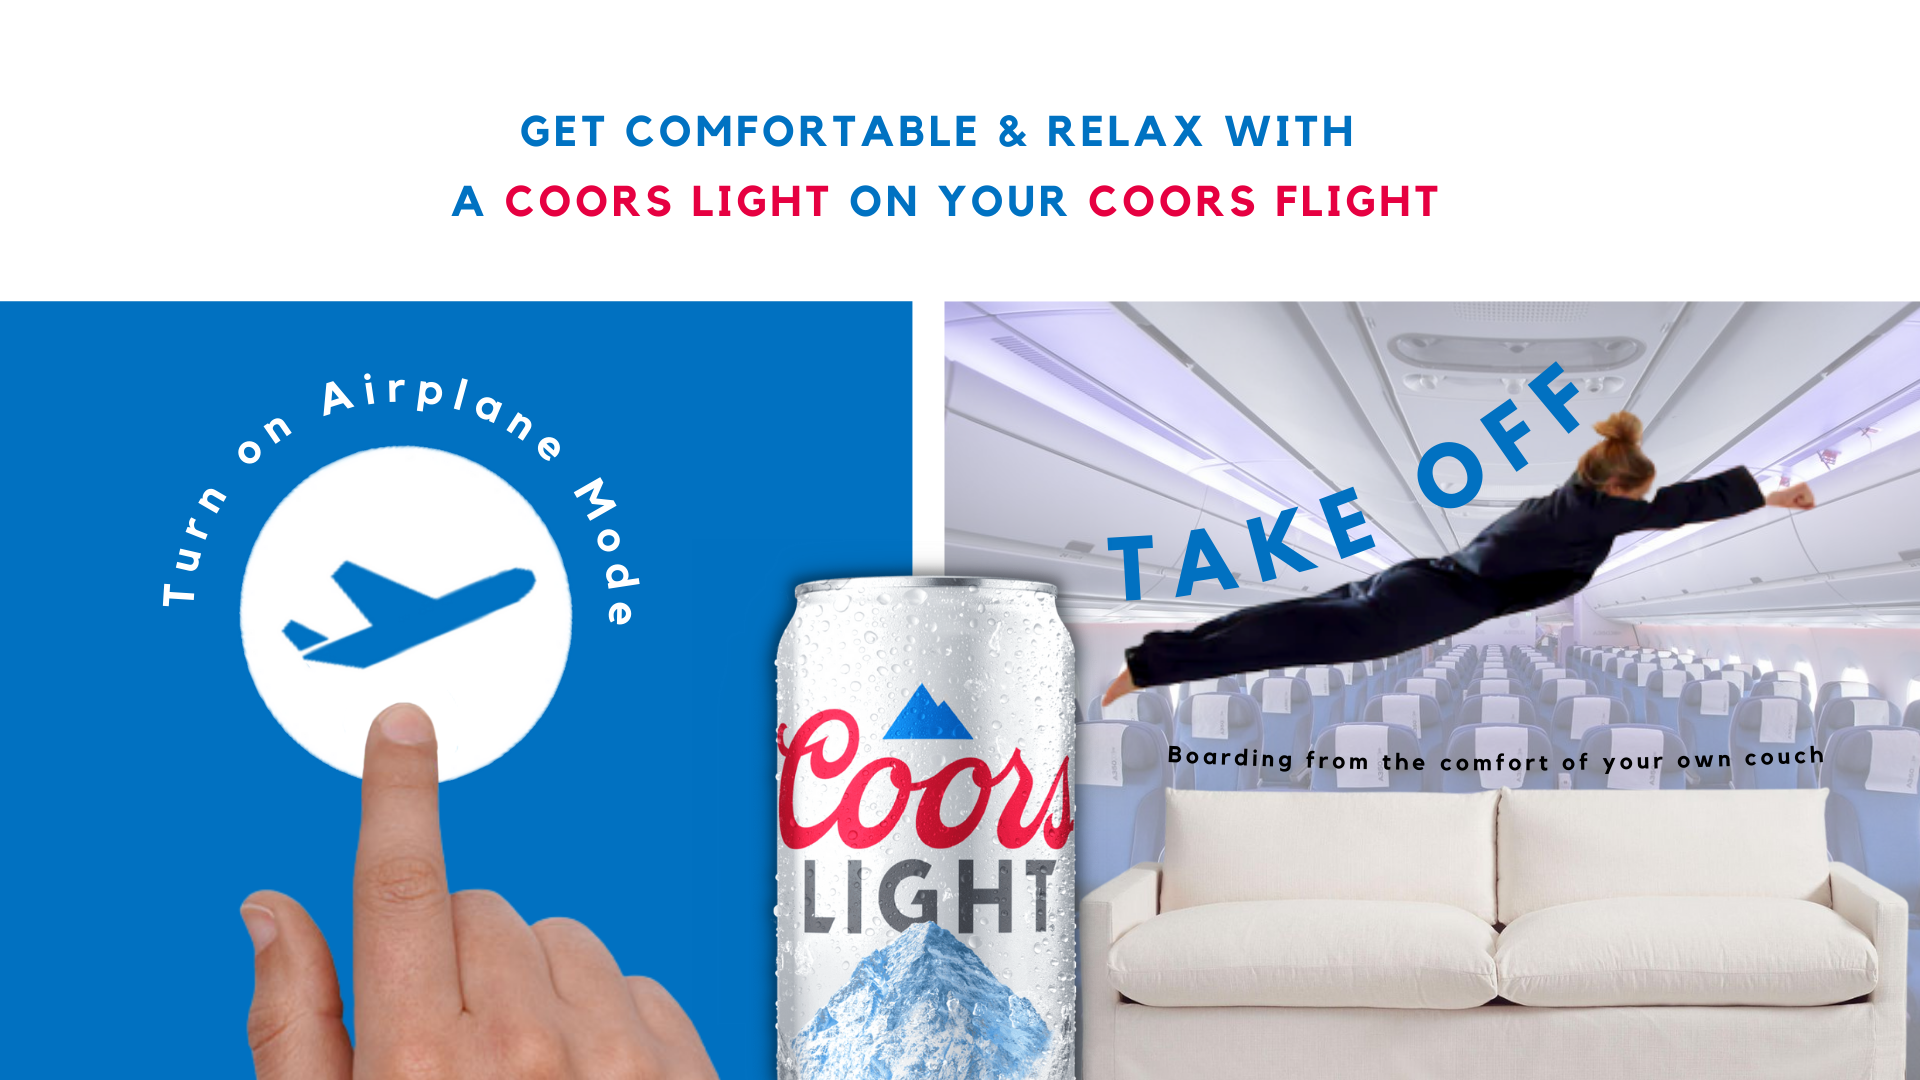 GET COMFORTABLE & RELAX WITH
A COORS LIGHT ON YOUR COORS FLIGHT
Turn on Airplane Mode
TAKE OFF
Boarding from the comfort of your own couch
Coors
LIGHT